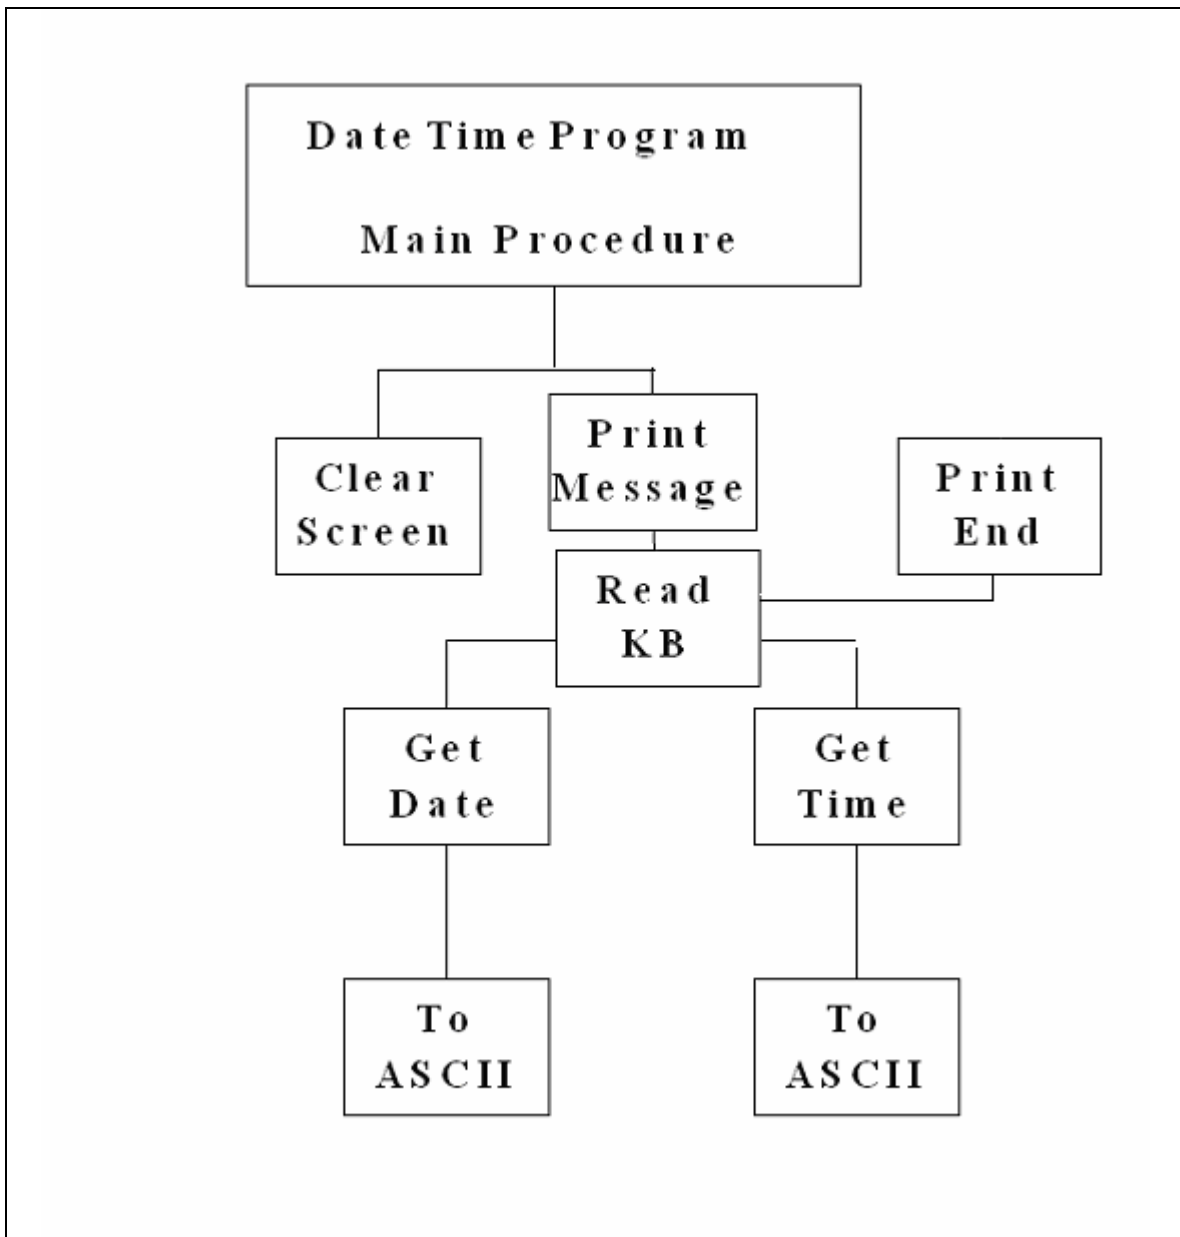 Date Time Program
Main Procedure
Clear
Screen
Print
Message
Print
End
Read
KB
Get
Date
Get
Time
To
ASCII
To
ASCII